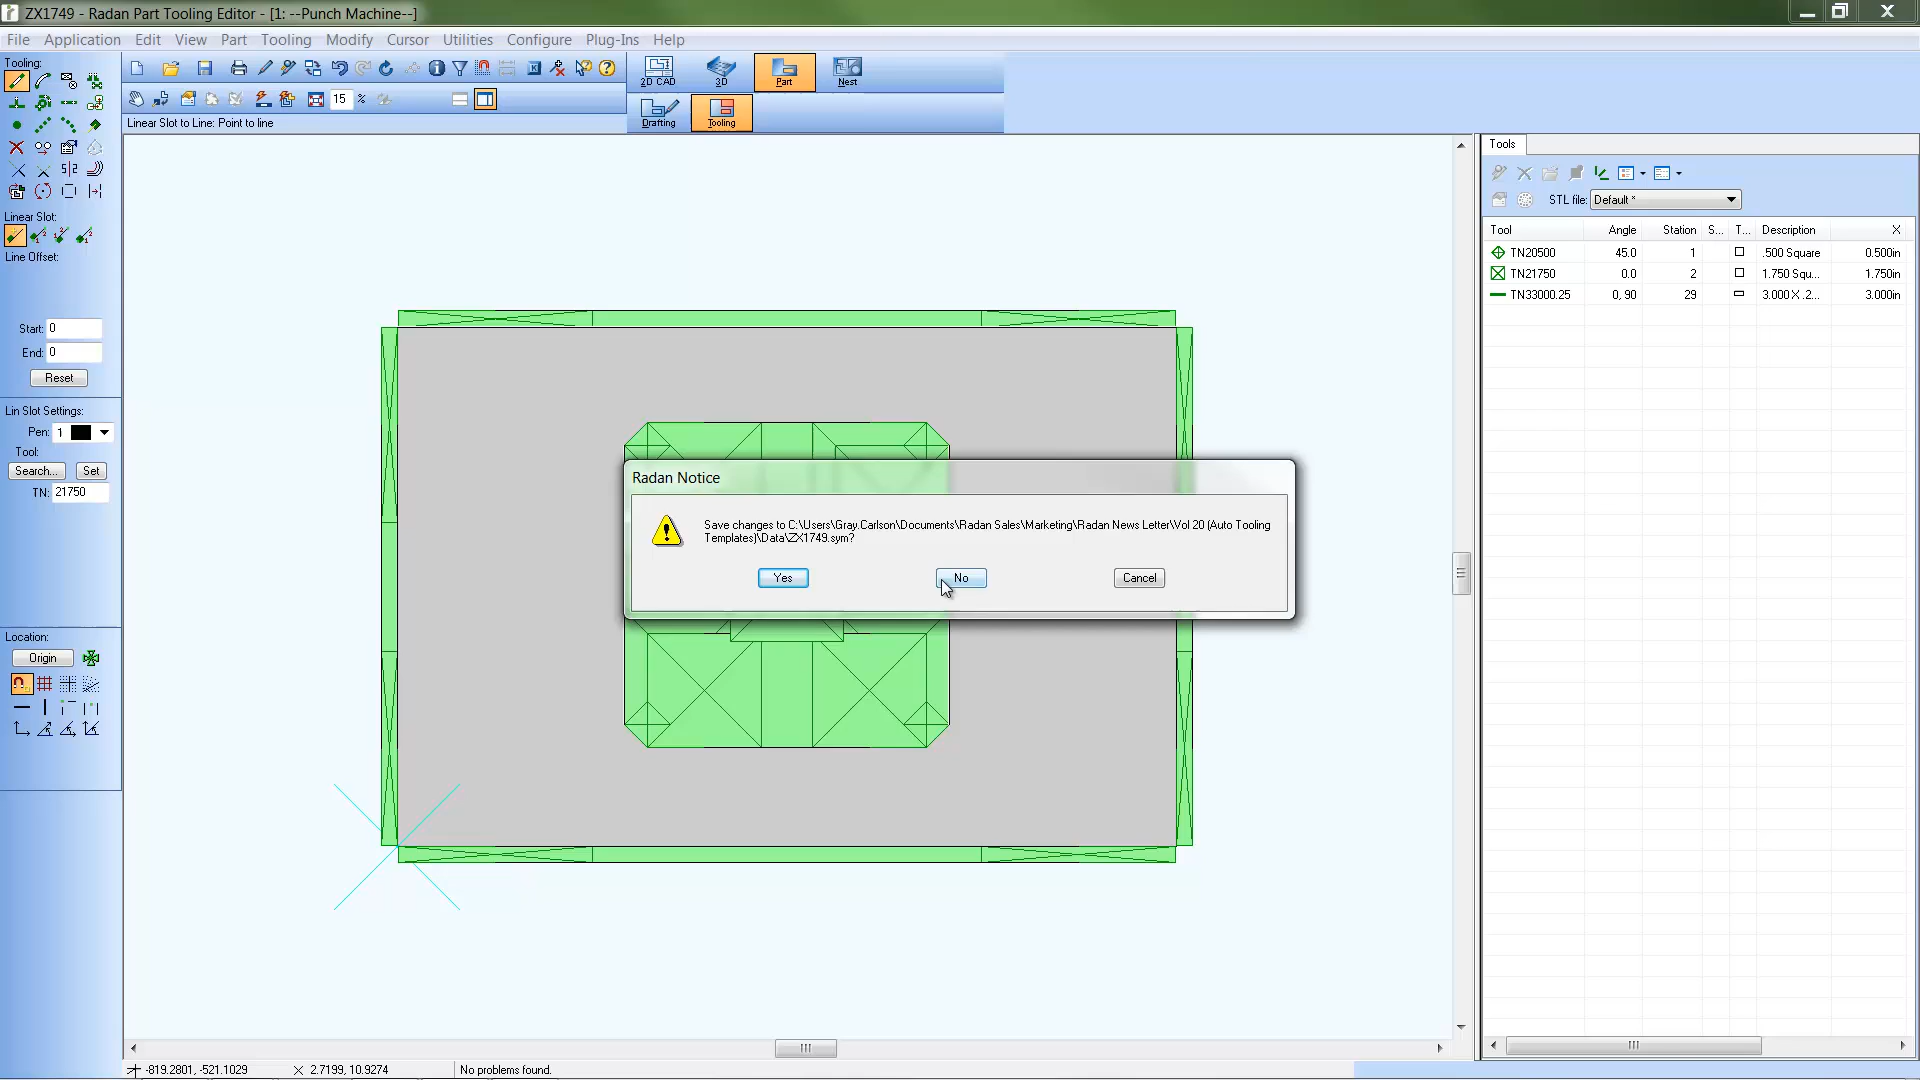 ZX1749 - Radan Part Tooling Editor - [1: --Punch Machine--]
File Application Edit View Part Tooling Modify Cursor Utilities Configure Plug-Ins Help
Tooling:
2D CAD 3D Part Nest
15 %
Drafting Tooling
Linear Slot to Line: Point to line
Linear Slot:
Line Offset:
Start: 0
End: 0
Reset
Lin Slot Settings:
Pen: 1
Tool:
Search... Set
TN: 21750
Location:
Origin
Radan Notice
Save changes to C:\Users\Gray.Carlson\Documents\Radan Sales\Marketing\Radan News Letter\Vol 20 (Auto Tooling
Templates)\Data\ZX1749.sym?
Yes No Cancel
Tools
STL file: Default *
Tool Angle Station S... T... Description X
TN20500 45.0 1 .500 Square 0.500in
TN21750 0.0 2 1.750 Squ... 1.750in
TN33000.25 0, 90 29 3.000 X .2... 3.000in
-819.2801, -521.1029 2.7199, 10.9274 No problems found.